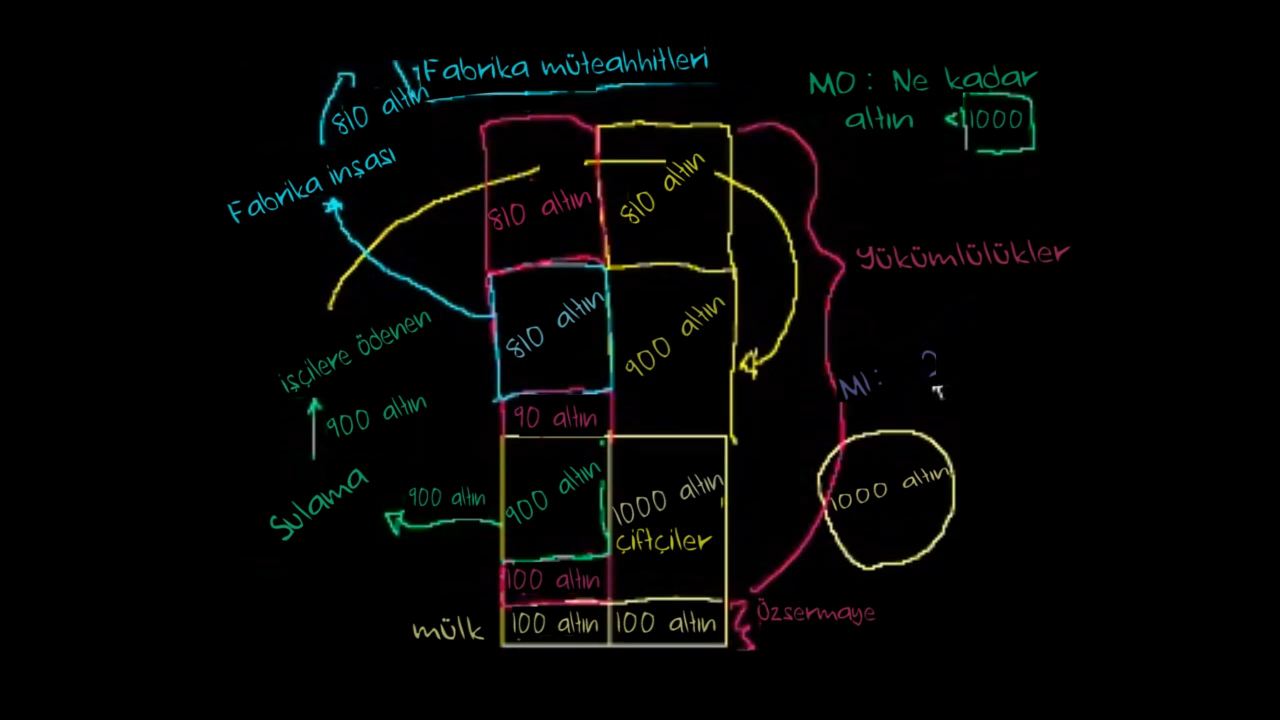 Fabrika müteahhitleri
810 altın
MO : Ne kadar
altın <1000
Fabrika inşası
810 altın
810 altın
Yükümlülükler
810 altın
900 altın
işçilere ödenen
900 altın
M1: ?
90 altın
Sulama
900 altın
900 altın
1000 altın
çiftçiler
1000 altın
100 altın
mülk
100 altın
100 altın
Özsermaye